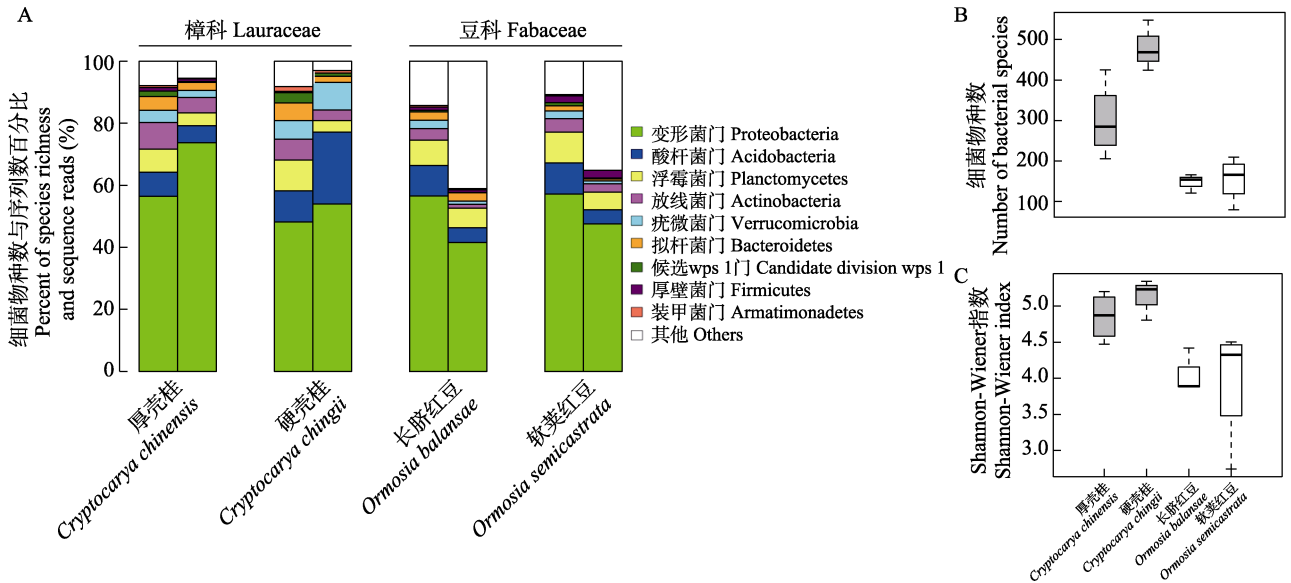 A
樟科 Lauraceae
豆科 Fabaceae
细菌物种数与序列数百分比
Percent of species richness
and sequence reads (%)
100
80
60
40
20
0
厚壳桂
Cryptocarya chinensis
硬壳桂
Cryptocarya chingii
长脐红豆
Ormosia balansae
软荚红豆
Ormosia semicastrata
变形菌门 Proteobacteria
酸杆菌门 Acidobacteria
浮霉菌门 Planctomycetes
放线菌门 Actinobacteria
疣微菌门 Verrucomicrobia
拟杆菌门 Bacteroidetes
候选wps 1门 Candidate division wps 1
厚壁菌门 Firmicutes
装甲菌门 Armatimonadetes
其他 Others
B
细菌物种数
Number of bacterial species
500
400
300
200
100
C
Shannon-Wiener指数
Shannon-Wiener index
5.0
4.5
4.0
3.5
3.0
厚壳桂
Cryptocarya chinensis
硬壳桂
Cryptocarya chingii
长脐红豆
Ormosia balansae
软荚红豆
Ormosia semicastrata